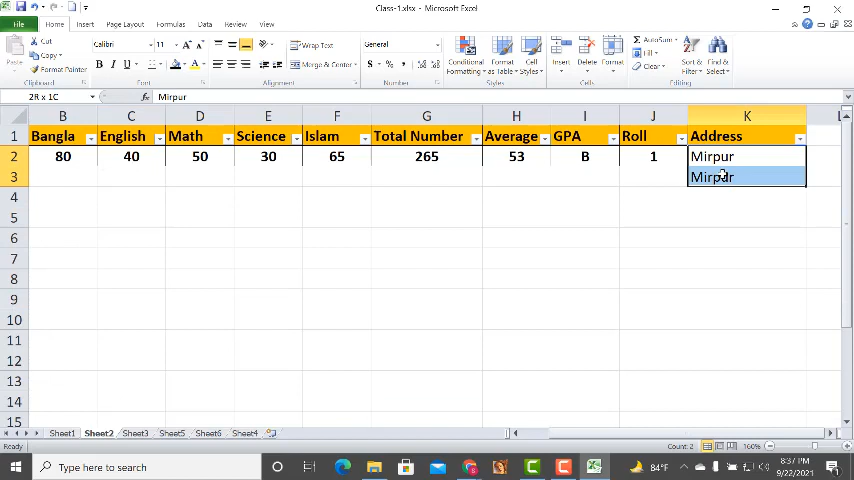 Class-1.xlsx - Microsoft Excel
File Home Insert Page Layout Formulas Data Review View
Paste Cut Copy Format Painter Clipboard
Calibri 11 B I U Font
Wrap Text Merge & Center Alignment
General $ % , Number
Conditional Formatting Format as Table Cell Styles Styles
Insert Delete Format Cells
AutoSum Fill Clear Sort & Filter Find & Select Editing
2R x 1C fx Mirpur
B C D E F G H I J K L
1 Bangla English Math Science Islam Total Number Average GPA Roll Address
2 80 40 50 30 65 265 53 B 1 Mirpur
3 Mirpur
4
5
6
7
8
9
10
11
12
13
14
15
Sheet1 Sheet2 Sheet3 Sheet5 Sheet6 Sheet4
Ready Count: 2 160%
Type here to search 84°F 8:37 PM
9/22/2021